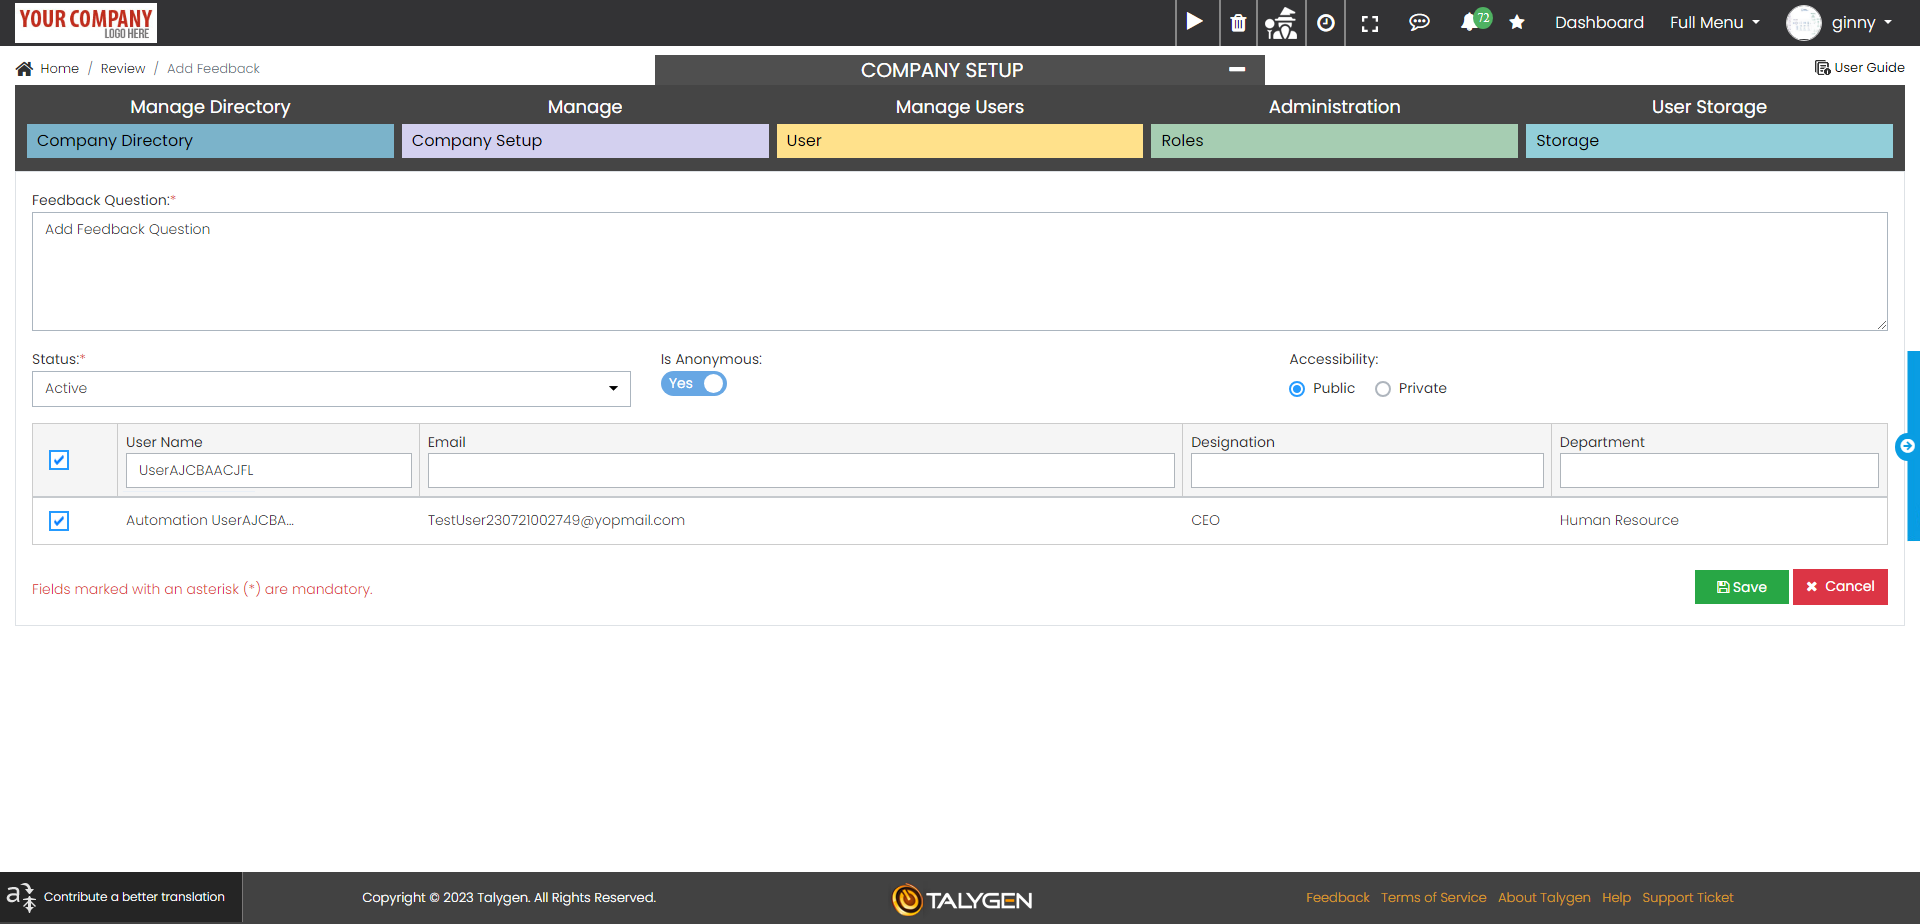 YOUR COMPANY
LOGO HERE
72
Dashboard
Full Menu
ginny
Home / Review / Add Feedback
COMPANY SETUP
User Guide
Manage Directory
Manage
Manage Users
Administration
User Storage
Company Directory
Company Setup
User
Roles
Storage
Feedback Question:*
Add Feedback Question
Status:*
Is Anonymous:
Accessibility:
Active
Yes
Public
Private
User Name
Email
Designation
Department
UserAJCBAACJFL
Automation UserAJCBA...
TestUser230721002749@yopmail.com
CEO
Human Resource
Fields marked with an asterisk (*) are mandatory.
Save
Cancel
Contribute a better translation
Copyright © 2023 Talygen. All Rights Reserved.
TALYGEN
Feedback
Terms of Service
About Talygen
Help
Support Ticket